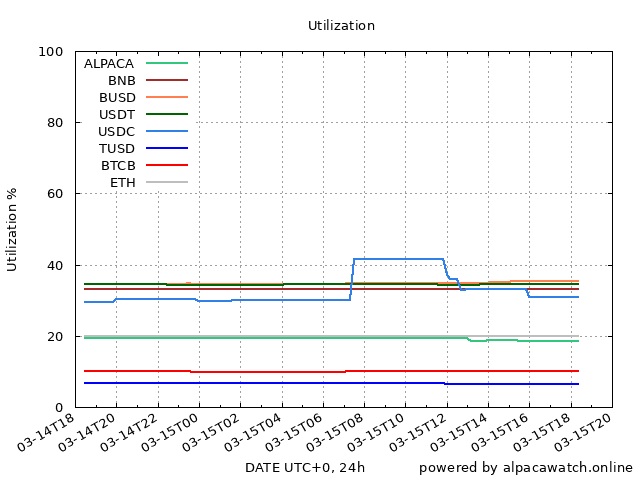 Utilization
100
80
60
40
20
0
Utilization %
ALPACA
BNB
BUSD
USDT
USDC
TUSD
BTCB
ETH
03-14T18
03-14T20
03-14T22
03-15T00
03-15T02
03-15T04
03-15T06
03-15T08
03-15T10
03-15T12
03-15T14
03-15T16
03-15T18
03-15T20
DATE UTC+0, 24h
powered by alpacawatch.online